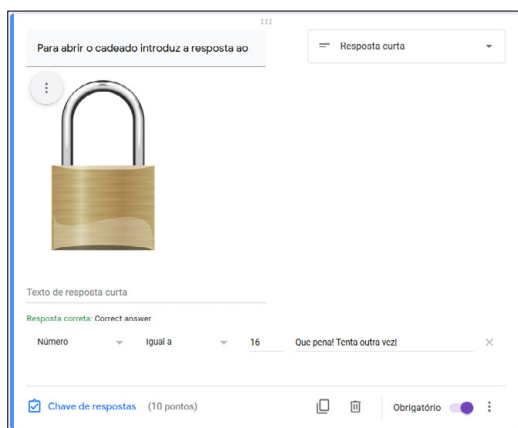 Para abrir o cadeado introduz a resposta ao
Resposta curta
Texto de resposta curta
Resposta correta: Correct answer
Número Igual a 16 Que pena! Tenta outra vez!
Chave de respostas (10 pontos) Obrigatório